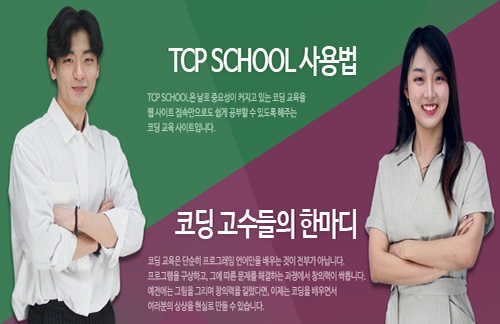 TCP SCHOOL 사용법
TCP SCHOOL은 날로 중요성이 커지고 있는 코딩 교육을
웹 사이트 접속만으로도 쉽게 공부할 수 있도록 해주는
코딩 교육 사이트입니다.
코딩 고수들의 한마디
코딩 교육은 단순히 프로그래밍 언어만을 배우는 것이 전부가 아닙니다.
프로그램을 구상하고, 그에 따른 문제를 해결하는 과정에서 창의력이 싹틉니다.
예전에는 그림을 그리며 창의력을 길렀다면, 이제는 코딩을 배우면서
여러분의 상상을 현실로 만들 수 있습니다.